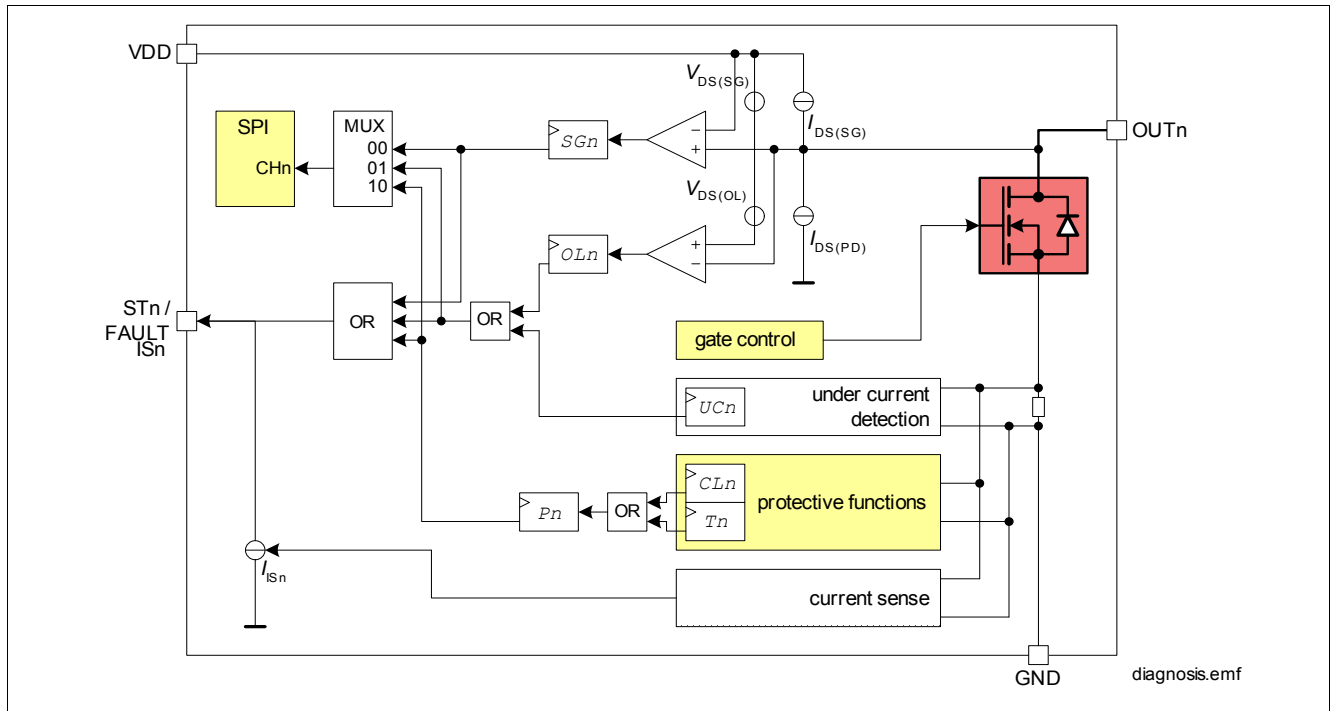 VDD
VDS(SG)
SPI
MUX
00
01
10
CHn
SGn
−
+
IDS(SG)
OUTn
VDS(OL)
OLn
+
−
IDS(PD)
STn /
FAULT
ISn
OR
OR
gate control
UCn
under current
detection
CLn
Tn
protective functions
Pn
OR
IISn
current sense
GND
diagnosis.emf